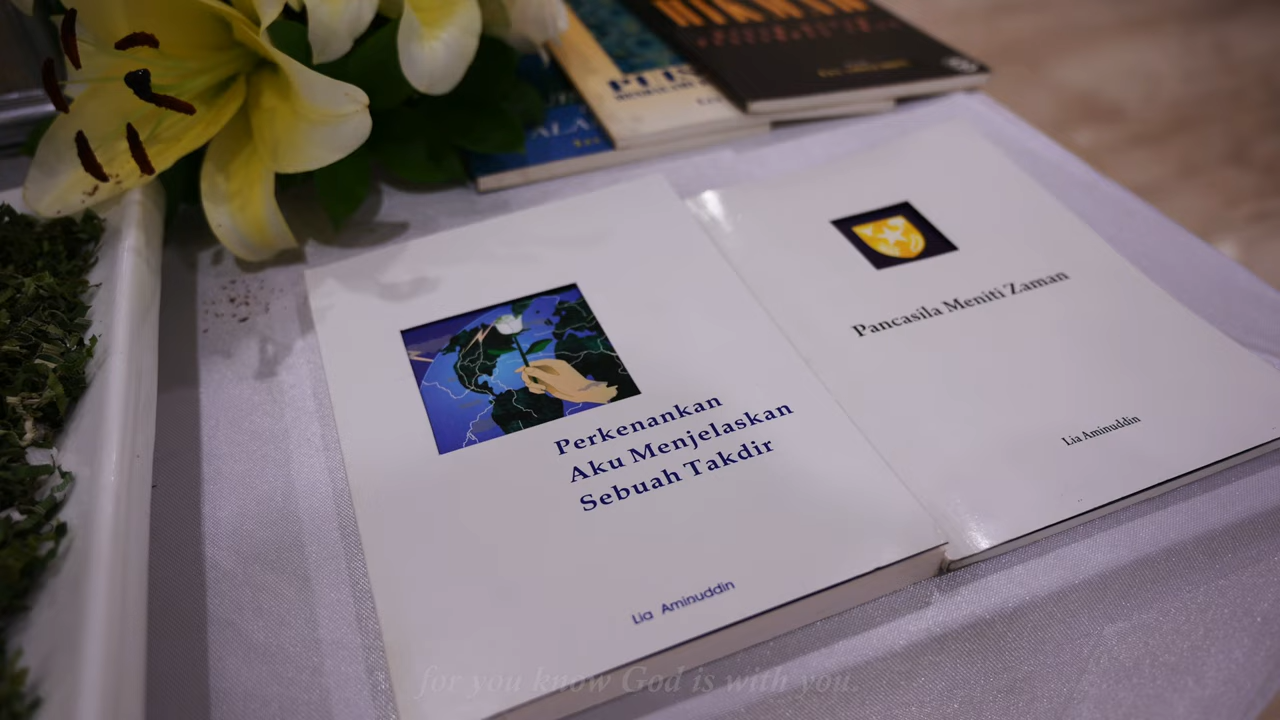 Perkenankan
Aku Menjelaskan
Sebuah Takdir
Lia Aminuddin
Pancasila Meniti Zaman
Lia Aminuddin
for you know God is with you.